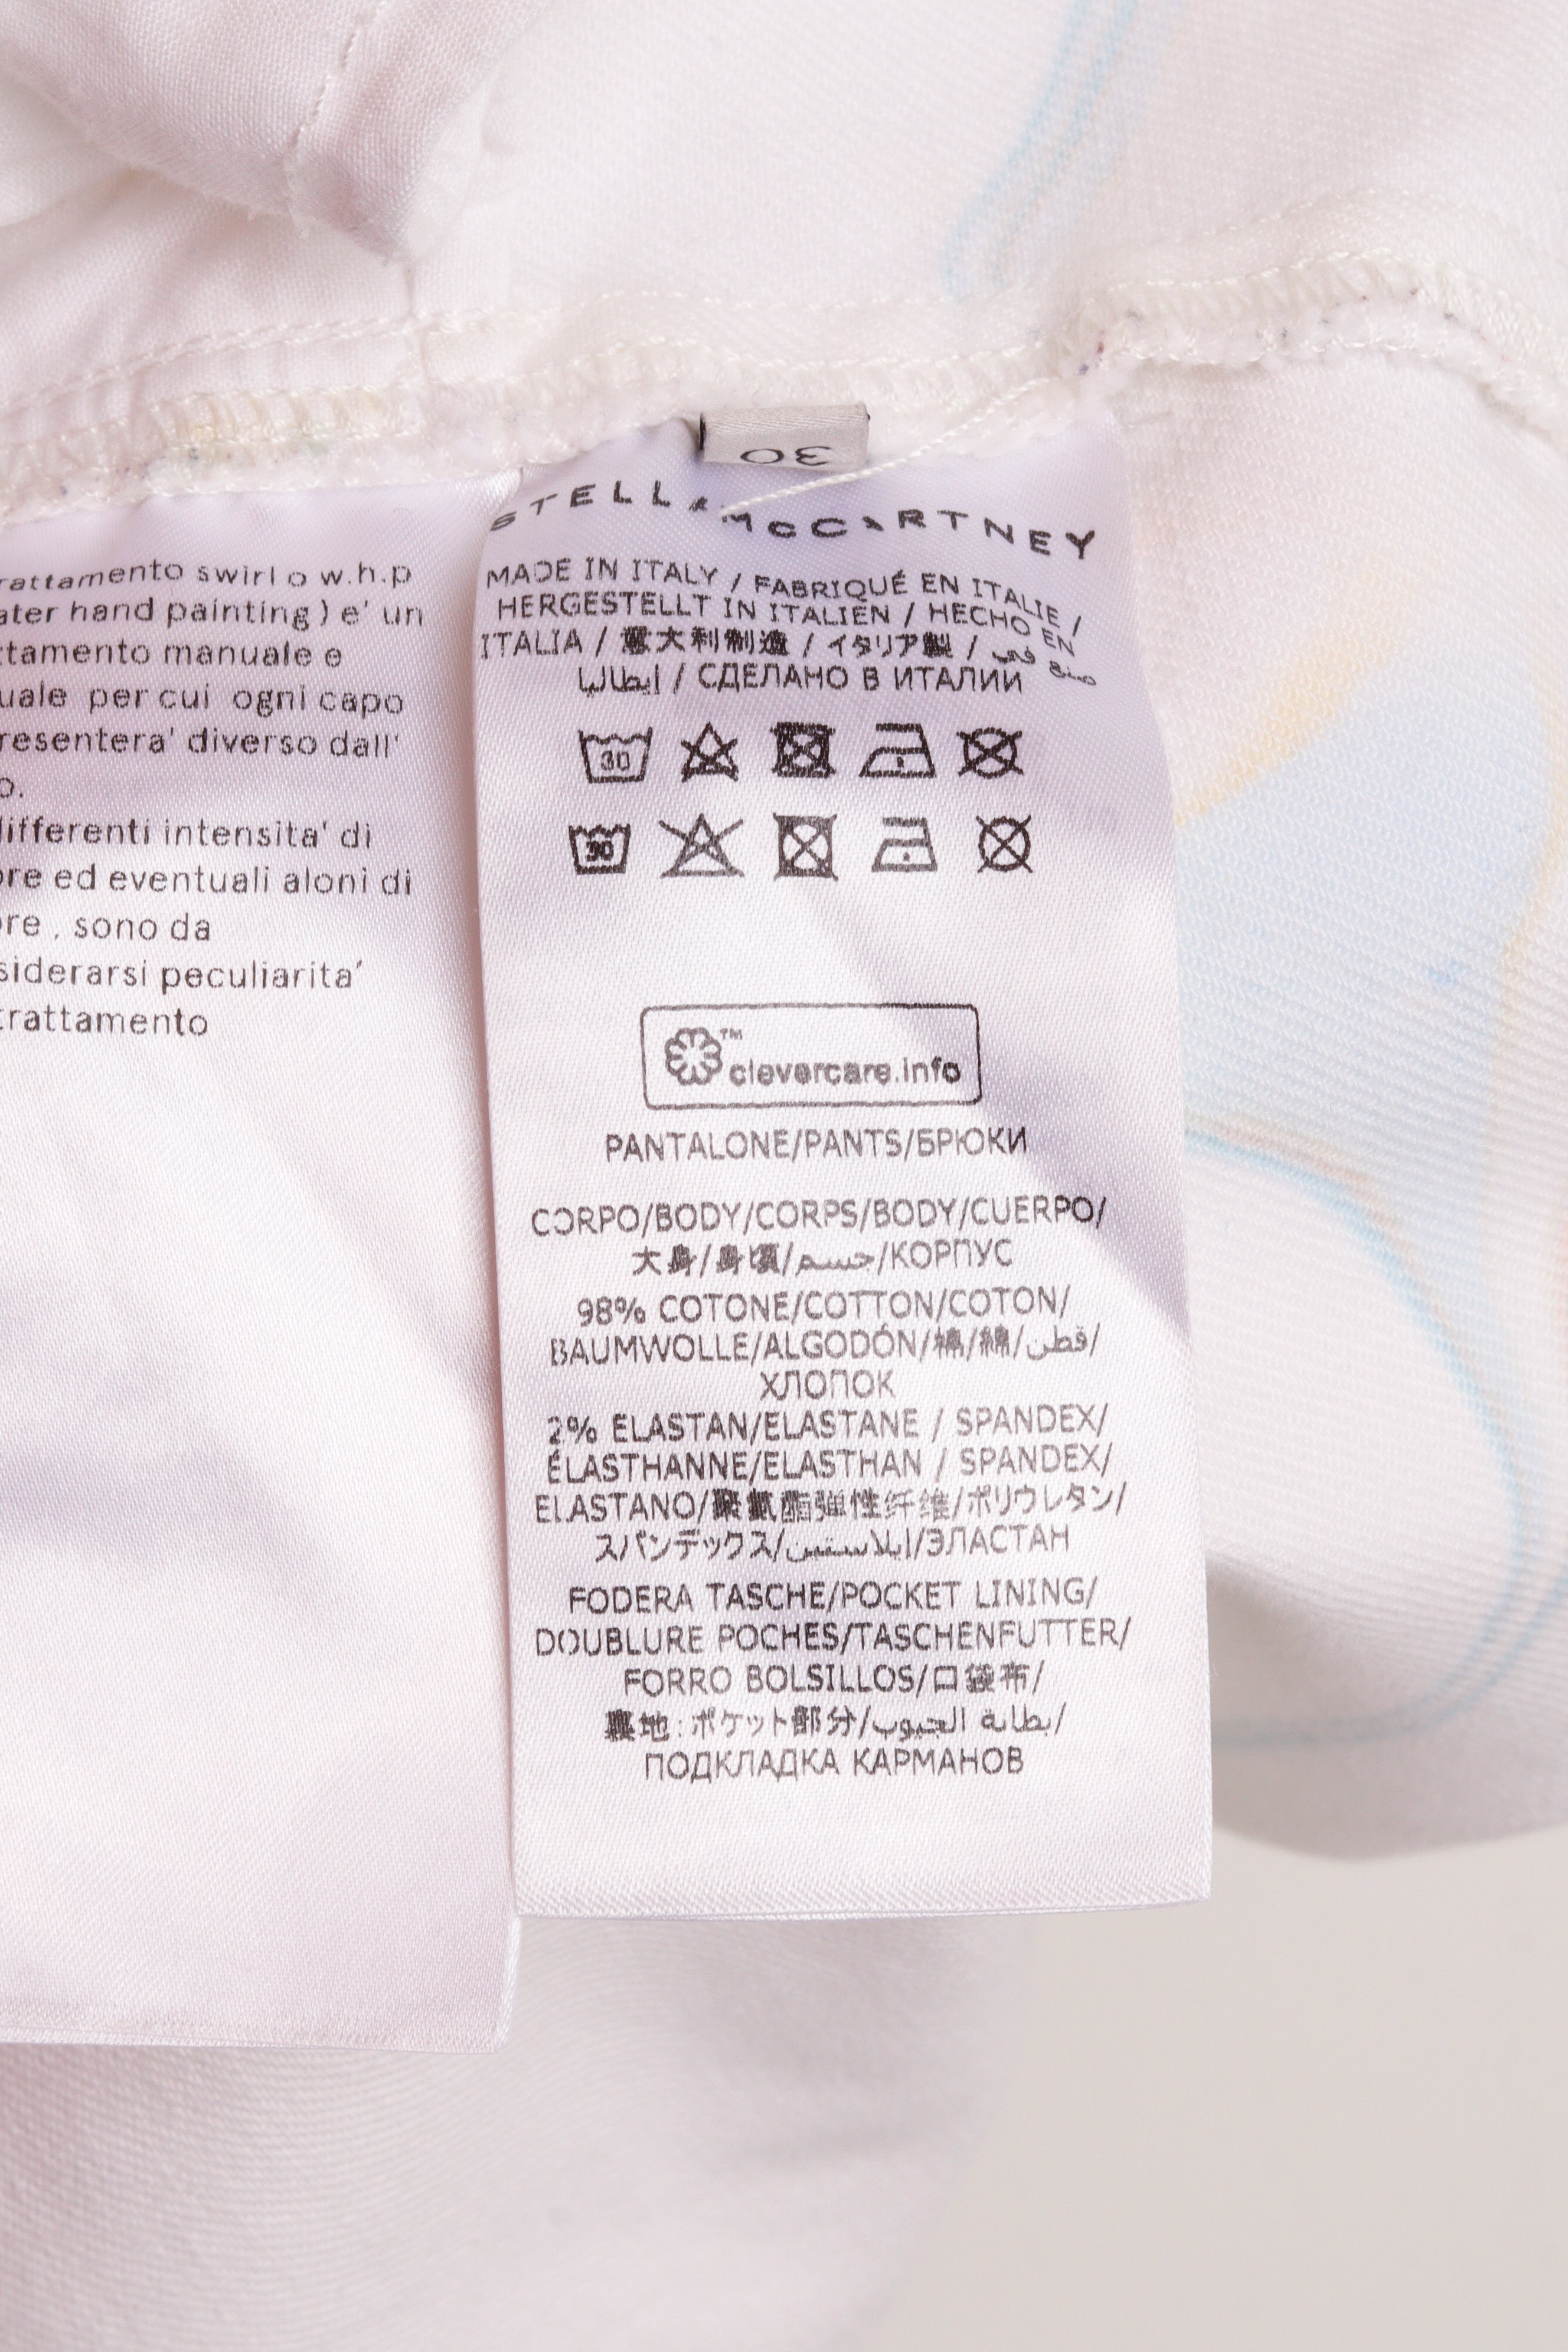 trattamento swirl o w.h.p
hand painting ) e' un
manuale e
per cui ogni capo
diverso dall'
differenti intensita' di
ed eventuali aloni di
, sono da
peculiarita'
trattamento
30
STELLA McCARTNEY
MADE IN ITALY / FABRIQUÉ EN ITALIE /
HERGESTELLT IN ITALIEN / HECHO EN
ITALIA / 意大利制造 / イタリア製 / صنع في
ايطاليا / СДЕЛАНО В ИТАЛИИ
30
30
™
clevercare.info
PANTALONE/PANTS/БРЮКИ
CORPO/BODY/CORPS/BODY/CUERPO/
大身/身頃/جسم/КОРПУС
98% COTONE/COTTON/COTON/
BAUMWOLLE/ALGODÓN/棉/綿/قطن/
ХЛОПОК
2% ELASTAN/ELASTANE / SPANDEX/
ÉLASTHANNE/ELASTHAN / SPANDEX/
ELASTANO/聚氨酯弹性纤维/ポリウレタン/
スパンデックス/ايلاستين/ЭЛАСТАН
FODERA TASCHE/POCKET LINING/
DOUBLURE POCHES/TASCHENFUTTER/
FORRO BOLSILLOS/口袋布/
裏地:ポケット部分/بطانة الجيوب/
ПОДКЛАДКА КАРМАНОВ